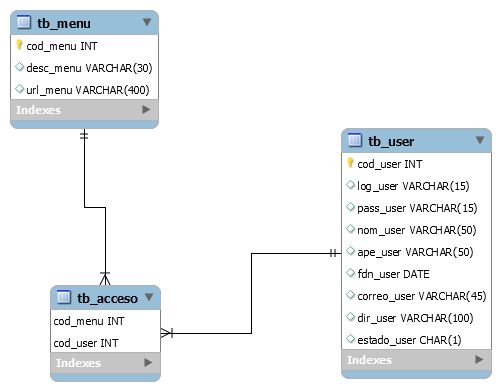 tb_menu
cod_menu INT
desc_menu VARCHAR(30)
url_menu VARCHAR(400)
Indexes
tb_user
cod_user INT
log_user VARCHAR(15)
pass_user VARCHAR(15)
nom_user VARCHAR(50)
ape_user VARCHAR(50)
fdn_user DATE
correo_user VARCHAR(45)
dir_user VARCHAR(100)
estado_user CHAR(1)
Indexes
tb_acceso
cod_menu INT
cod_user INT
Indexes